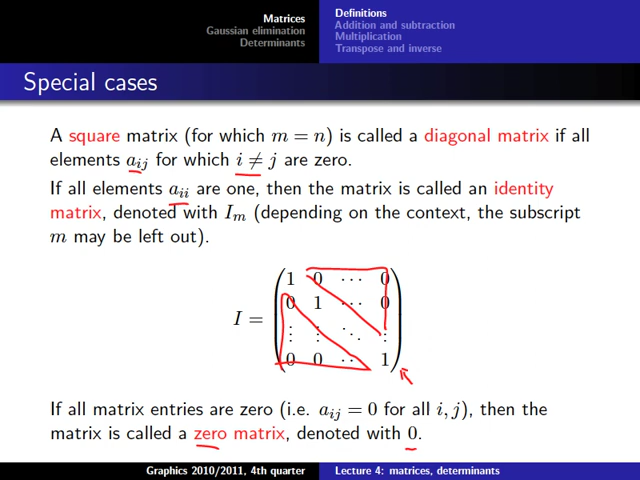 Matrices
Gaussian elimination
Determinants
Definitions
Addition and subtraction
Multiplication
Transpose and inverse
Special cases
A square matrix (for which m = n) is called a diagonal matrix if all
elements aij for which i ≠ j are zero.
If all elements aii are one, then the matrix is called an identity
matrix, denoted with Im (depending on the context, the subscript
m may be left out).
I =
1 0 ⋯ 0
0 1 ⋯ 0
⋮ ⋮ ⋱ ⋮
0 0 ⋯ 1
If all matrix entries are zero (i.e. aij = 0 for all i, j), then the
matrix is called a zero matrix, denoted with 0.
Graphics 2010/2011, 4th quarter
Lecture 4: matrices, determinants